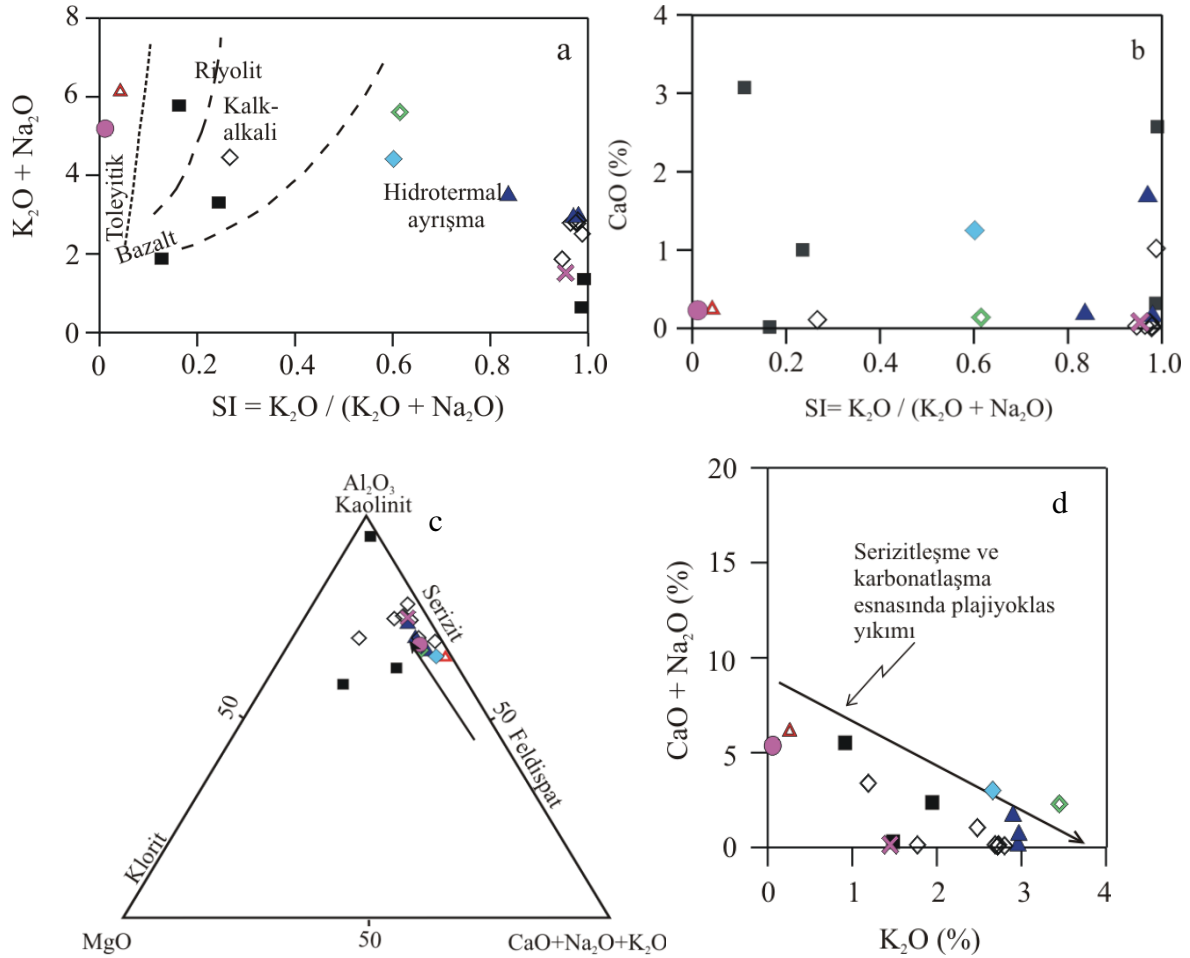 a
8
6
4
2
0
K₂O + Na₂O
Riyolit
Kalk-
alkali
Toleyitik
Bazalt
Hidrotermal
ayrışma
0
0.2
0.4
0.6
0.8
1.0
SI = K₂O / (K₂O + Na₂O)
b
4
3
2
1
0
CaO (%)
0
0.2
0.4
0.6
0.8
1.0
SI= K₂O / (K₂O + Na₂O)
Al₂O₃
Kaolinit
c
Serizit
50
50
Feldispat
Klorit
MgO
50
CaO+Na₂O+K₂O
d
20
15
10
5
0
CaO + Na₂O (%)
Serizitleşme ve
karbonatlaşma
esnasında plajiyoklas
yıkımı
0
1
2
3
4
K₂O (%)